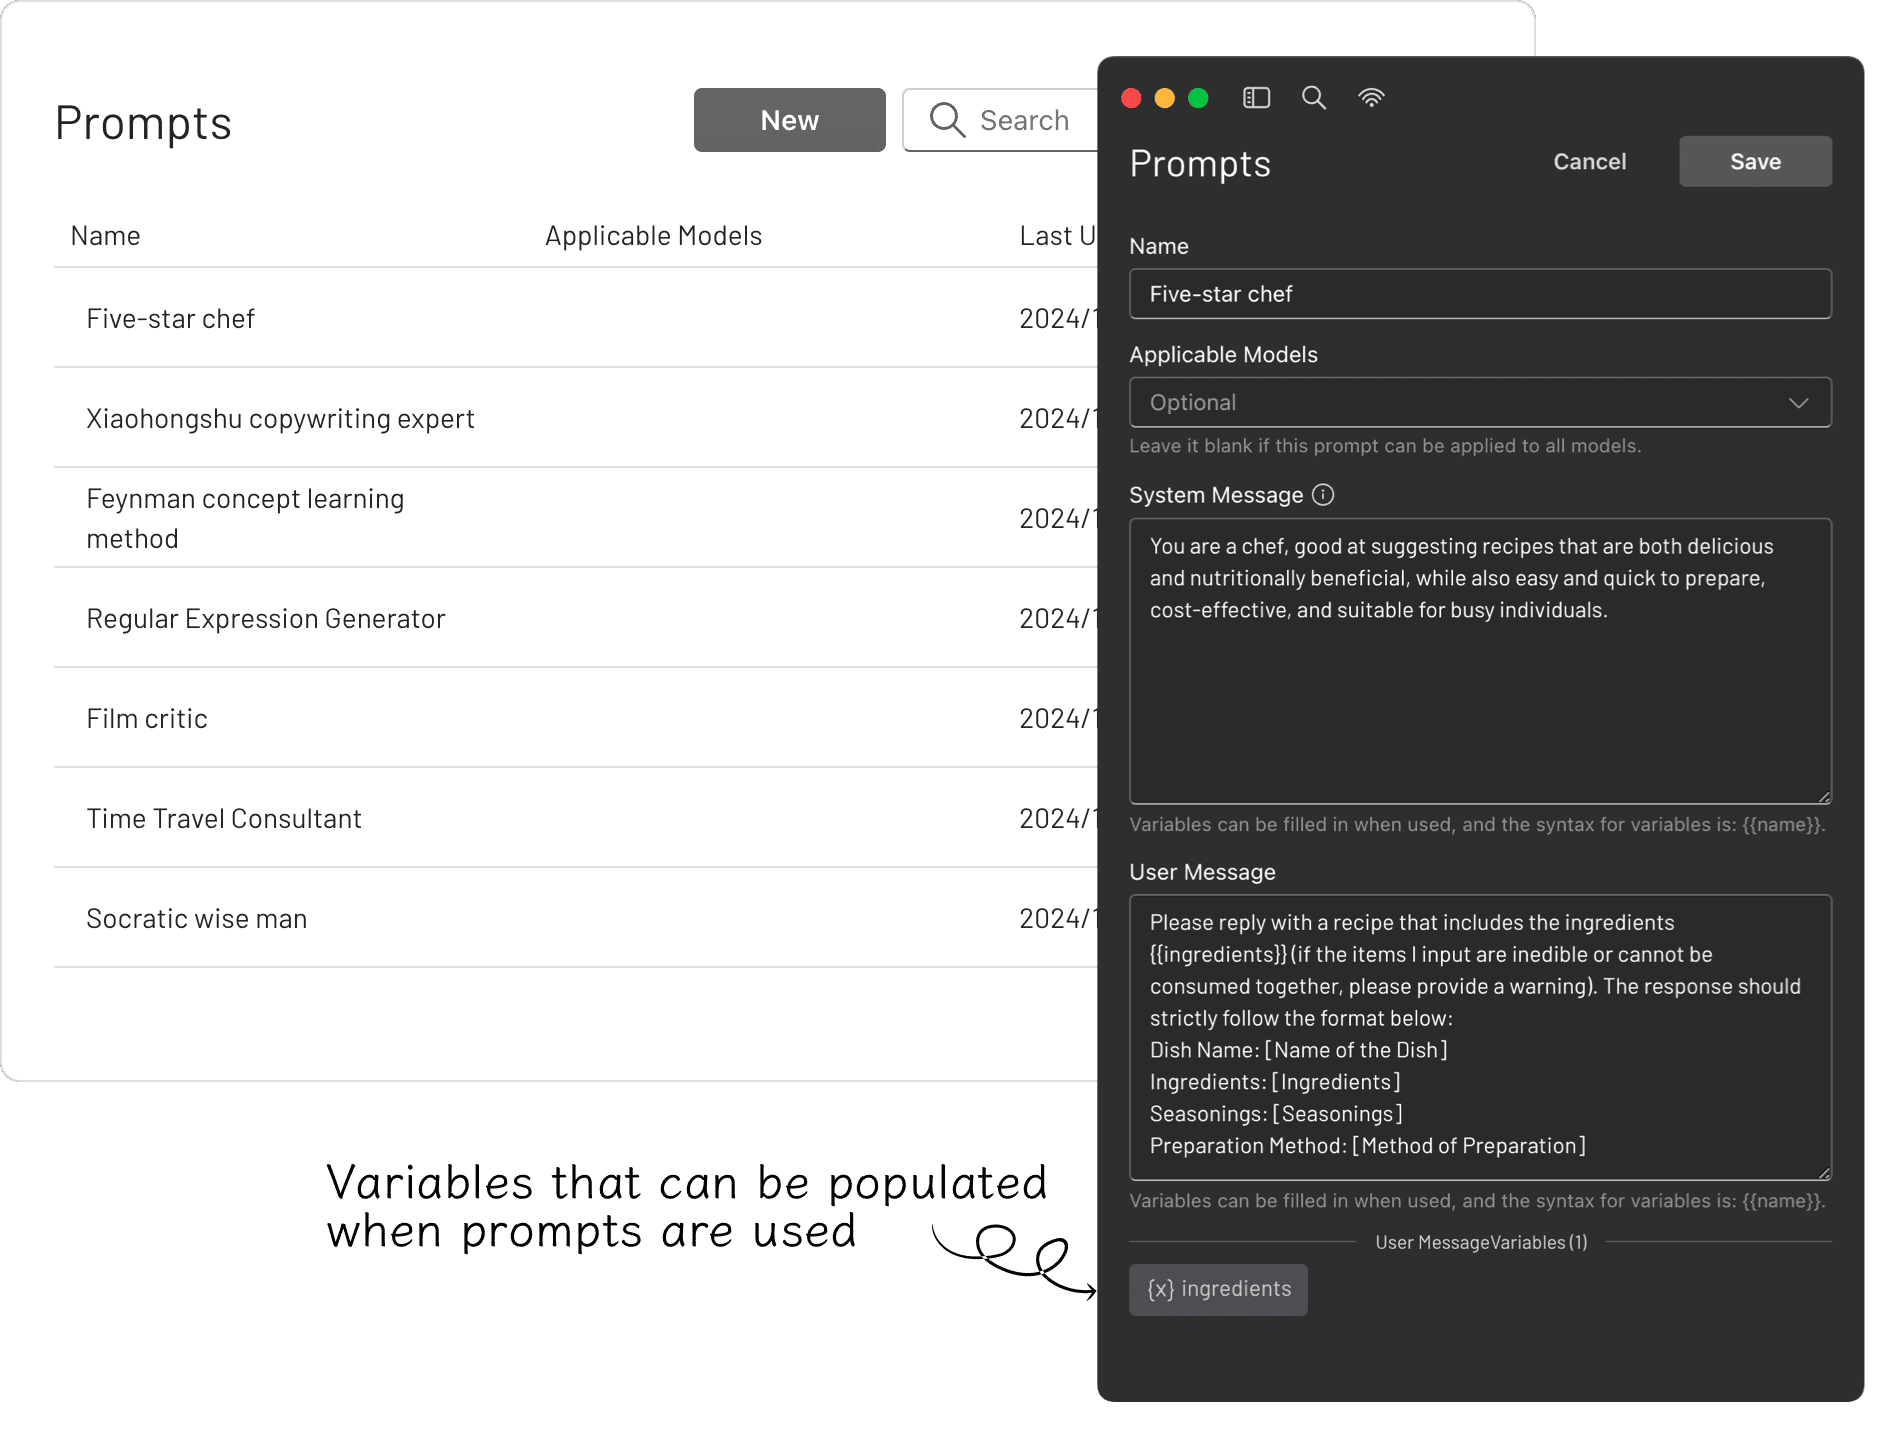 Prompts
New
Search
Name
Applicable Models
Last U
Five-star chef
2024/1
Xiaohongshu copywriting expert
2024/1
Feynman concept learning
method
2024/1
Regular Expression Generator
2024/1
Film critic
2024/1
Time Travel Consultant
2024/1
Socratic wise man
2024/1
Variables that can be populated
when prompts are used
Prompts
Cancel
Save
Name
Five-star chef
Applicable Models
Optional
Leave it blank if this prompt can be applied to all models.
System Message
You are a chef, good at suggesting recipes that are both delicious
and nutritionally beneficial, while also easy and quick to prepare,
cost-effective, and suitable for busy individuals.
Variables can be filled in when used, and the syntax for variables is: {{name}}.
User Message
Please reply with a recipe that includes the ingredients
{{ingredients}}(if the items I input are inedible or cannot be
consumed together, please provide a warning). The response should
strictly follow the format below:
Dish Name: [Name of the Dish]
Ingredients: [Ingredients]
Seasonings: [Seasonings]
Preparation Method: [Method of Preparation]
Variables can be filled in when used, and the syntax for variables is: {{name}}.
User MessageVariables(1)
{x} ingredients